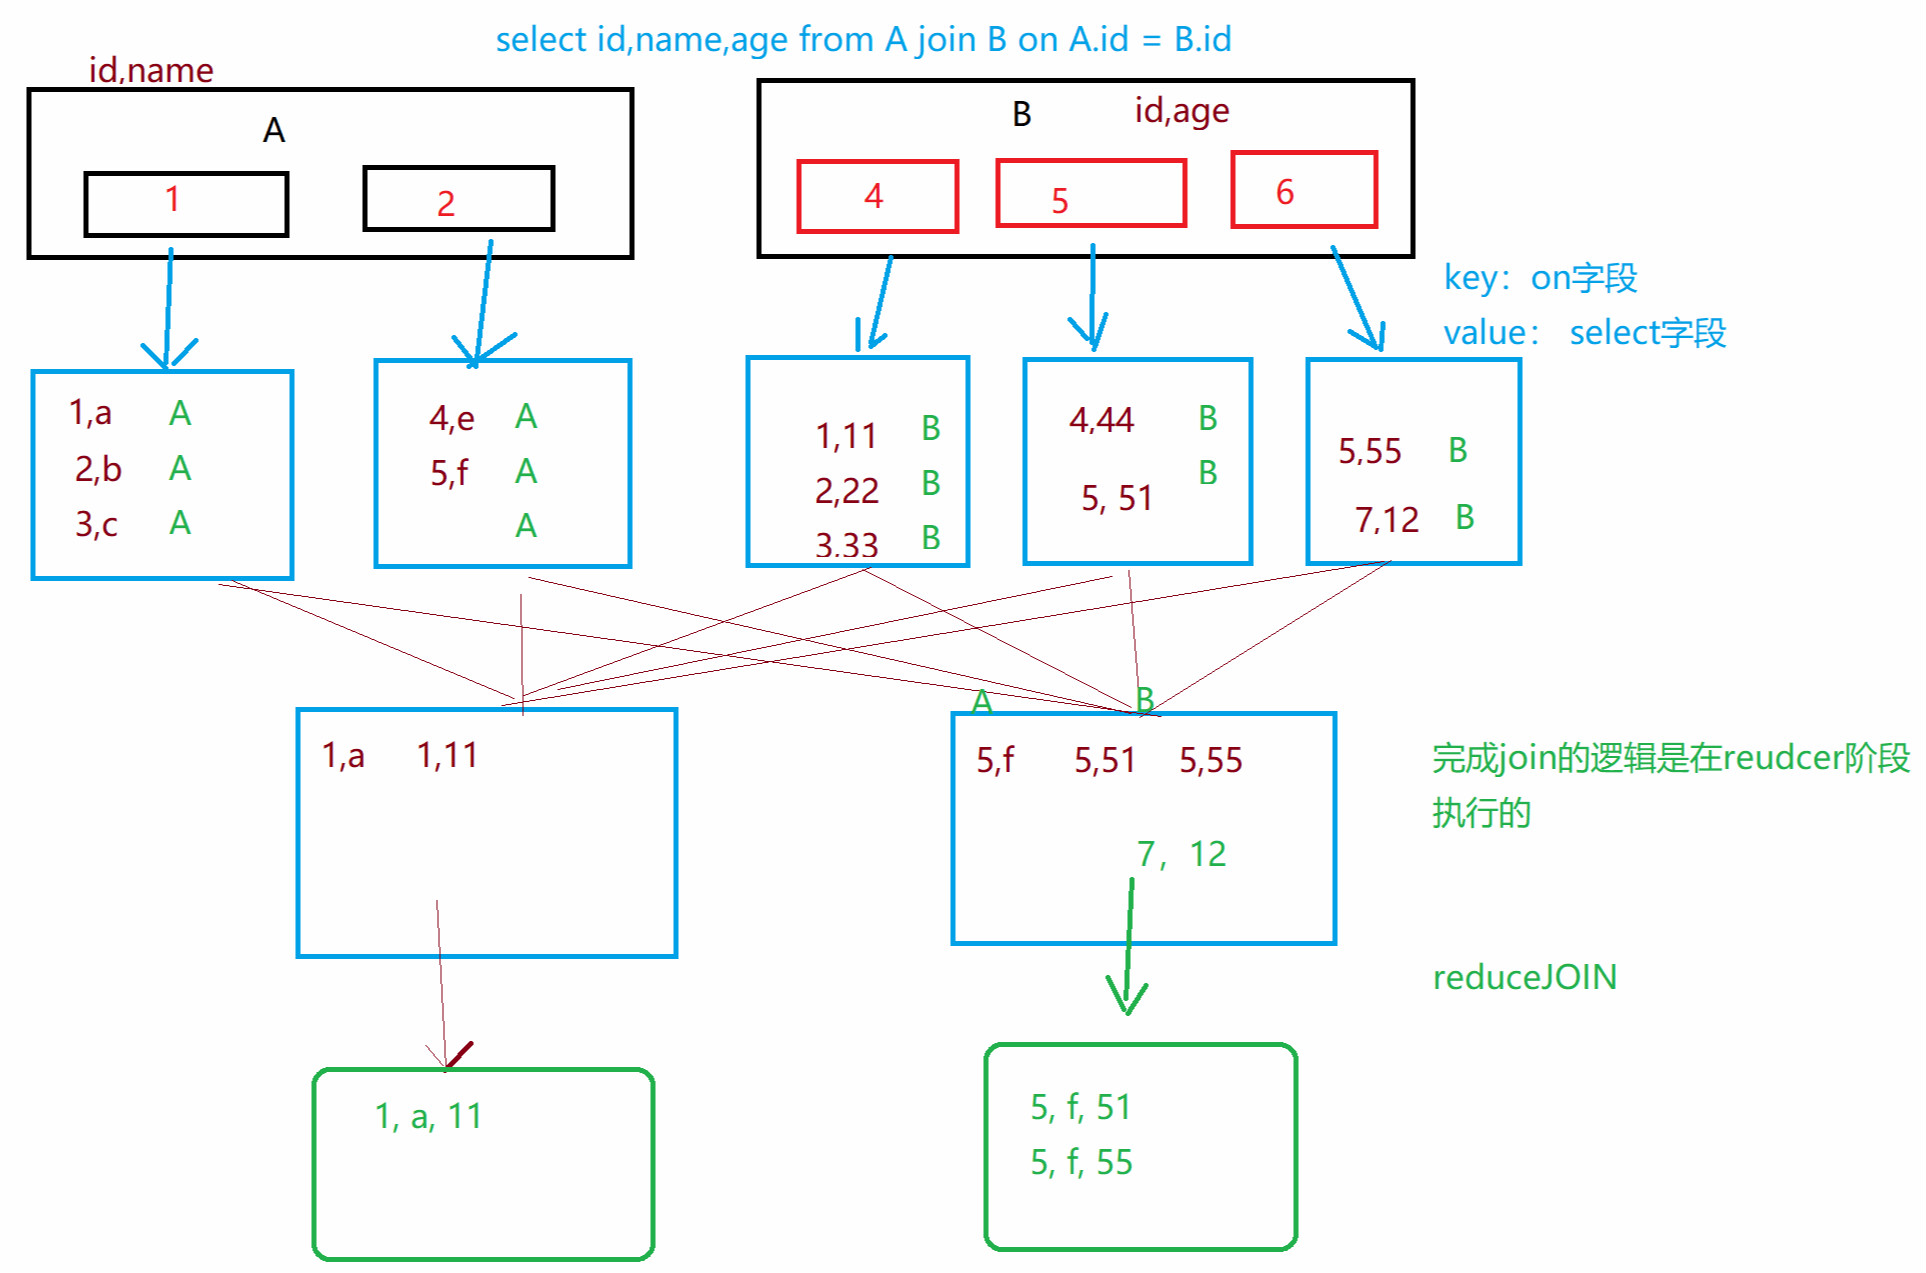 select id,name,age from A join B on A.id = B.id
id,name
A
1
2
B id,age
4
5
6
key：on字段
value： select字段
1,a A
2,b A
3,c A
4,e A
5,f A
A
1,11 B
2,22 B
3,33 B
4,44 B
5, 51 B
5,55 B
7,12 B
1,a 1,11
A B
5,f 5,51 5,55
7，12
完成join的逻辑是在reudcer阶段
执行的
reduceJOIN
1, a, 11
5, f, 51
5, f, 55